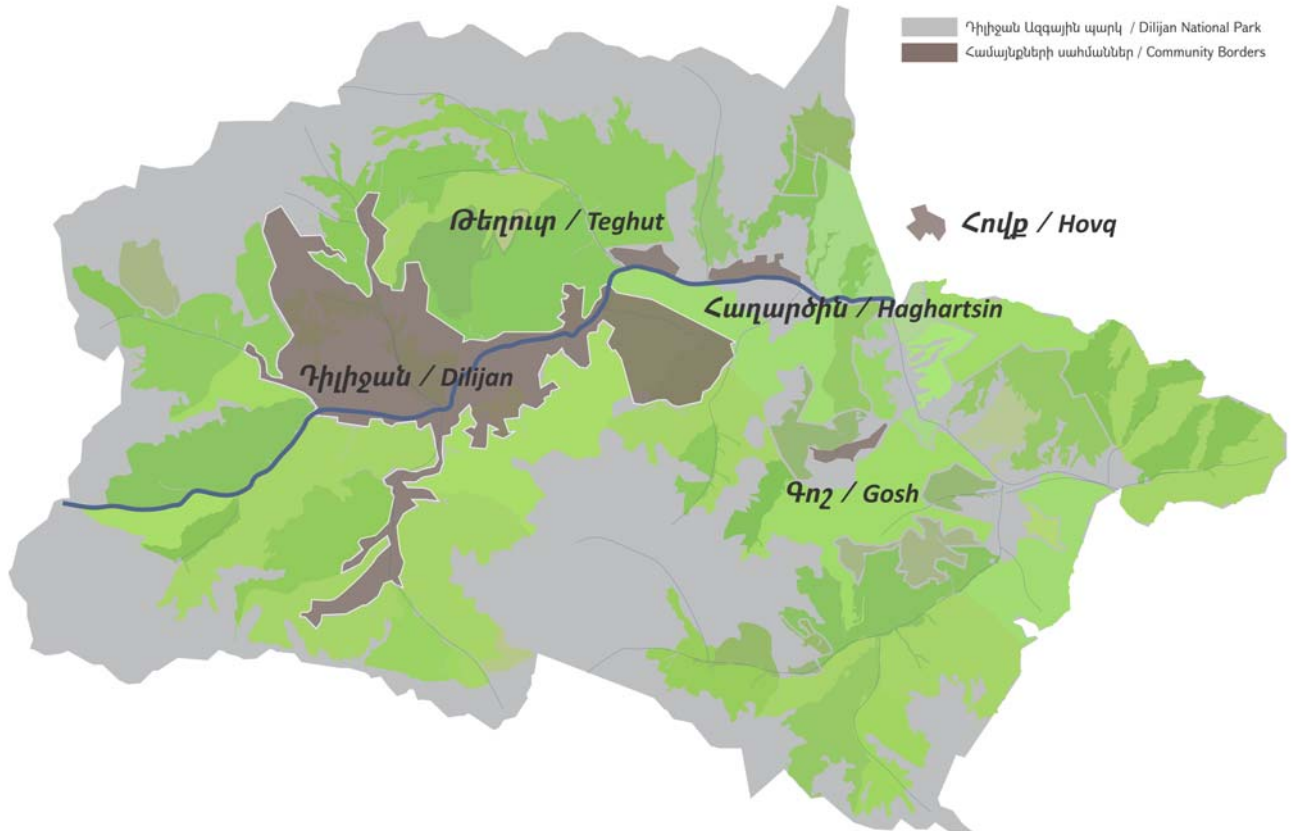 Դիլիջան Ազգային պարկ / Dilijan National Park
Համայնքների սահմաններ / Community Borders
Թեղուտ / Teghut
Հովք / Hovq
Հաղարծին / Haghartsin
Դիլիջան / Dilijan
Գոշ / Gosh